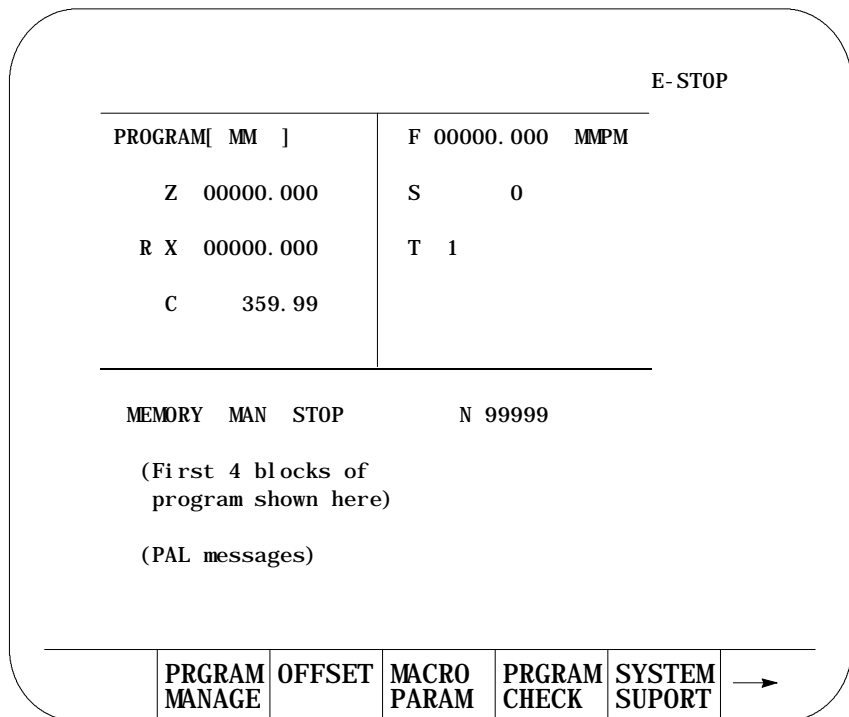 E-STOP
PROGRAM[ MM ] F 00000.000 MMPM
Z 00000.000 S 0
R X 00000.000 T 1
C 359.99
MEMORY MAN STOP N 99999
(First 4 blocks of
program shown here)
(PAL messages)
PRGRAM OFFSET MACRO PRGRAM SYSTEM
MANAGE PARAM CHECK SUPORT